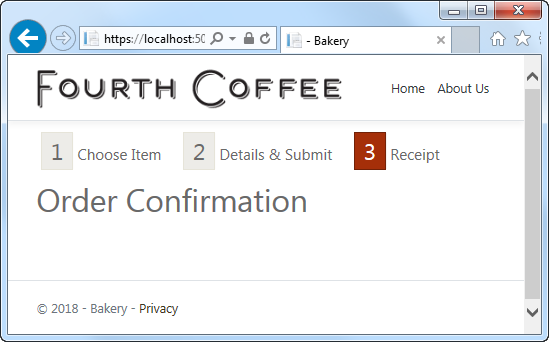 https://localhost:50
- Bakery
FOURTH COFFEE
Home About Us
1 Choose Item 2 Details & Submit 3 Receipt
Order Confirmation
© 2018 - Bakery - Privacy